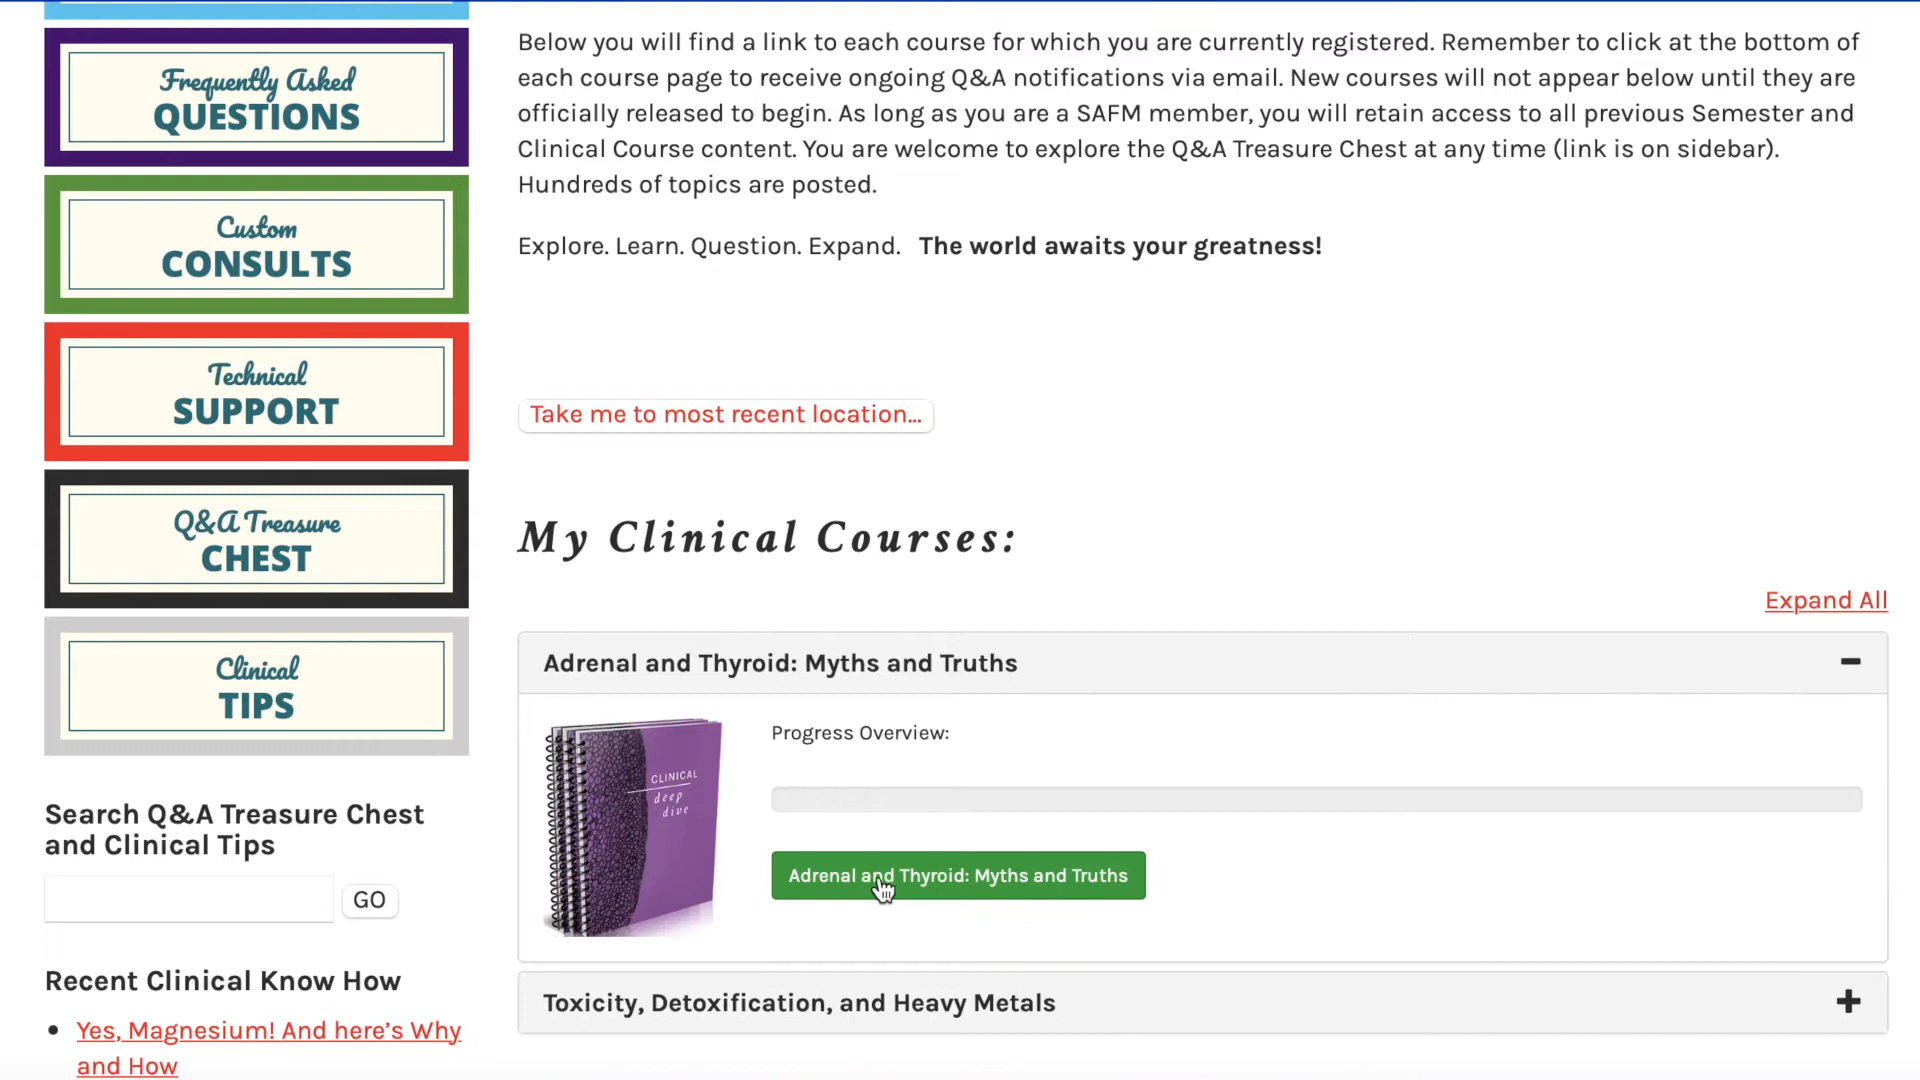 Frequently Asked
QUESTIONS
Custom
CONSULTS
Technical
SUPPORT
Q&A Treasure
CHEST
Clinical
TIPS
Search Q&A Treasure Chest
and Clinical Tips
GO
Recent Clinical Know How
Yes, Magnesium! And here's Why
and How
Below you will find a link to each course for which you are currently registered. Remember to click at the bottom of
each course page to receive ongoing Q&A notifications via email. New courses will not appear below until they are
officially released to begin. As long as you are a SAFM member, you will retain access to all previous Semester and
Clinical Course content. You are welcome to explore the Q&A Treasure Chest at any time (link is on sidebar).
Hundreds of topics are posted.
Explore. Learn. Question. Expand. The world awaits your greatness!
Take me to most recent location...
My Clinical Courses:
Expand All
Adrenal and Thyroid: Myths and Truths
CLINICAL
deep
dive
Progress Overview:
Adrenal and Thyroid: Myths and Truths
Toxicity, Detoxification, and Heavy Metals